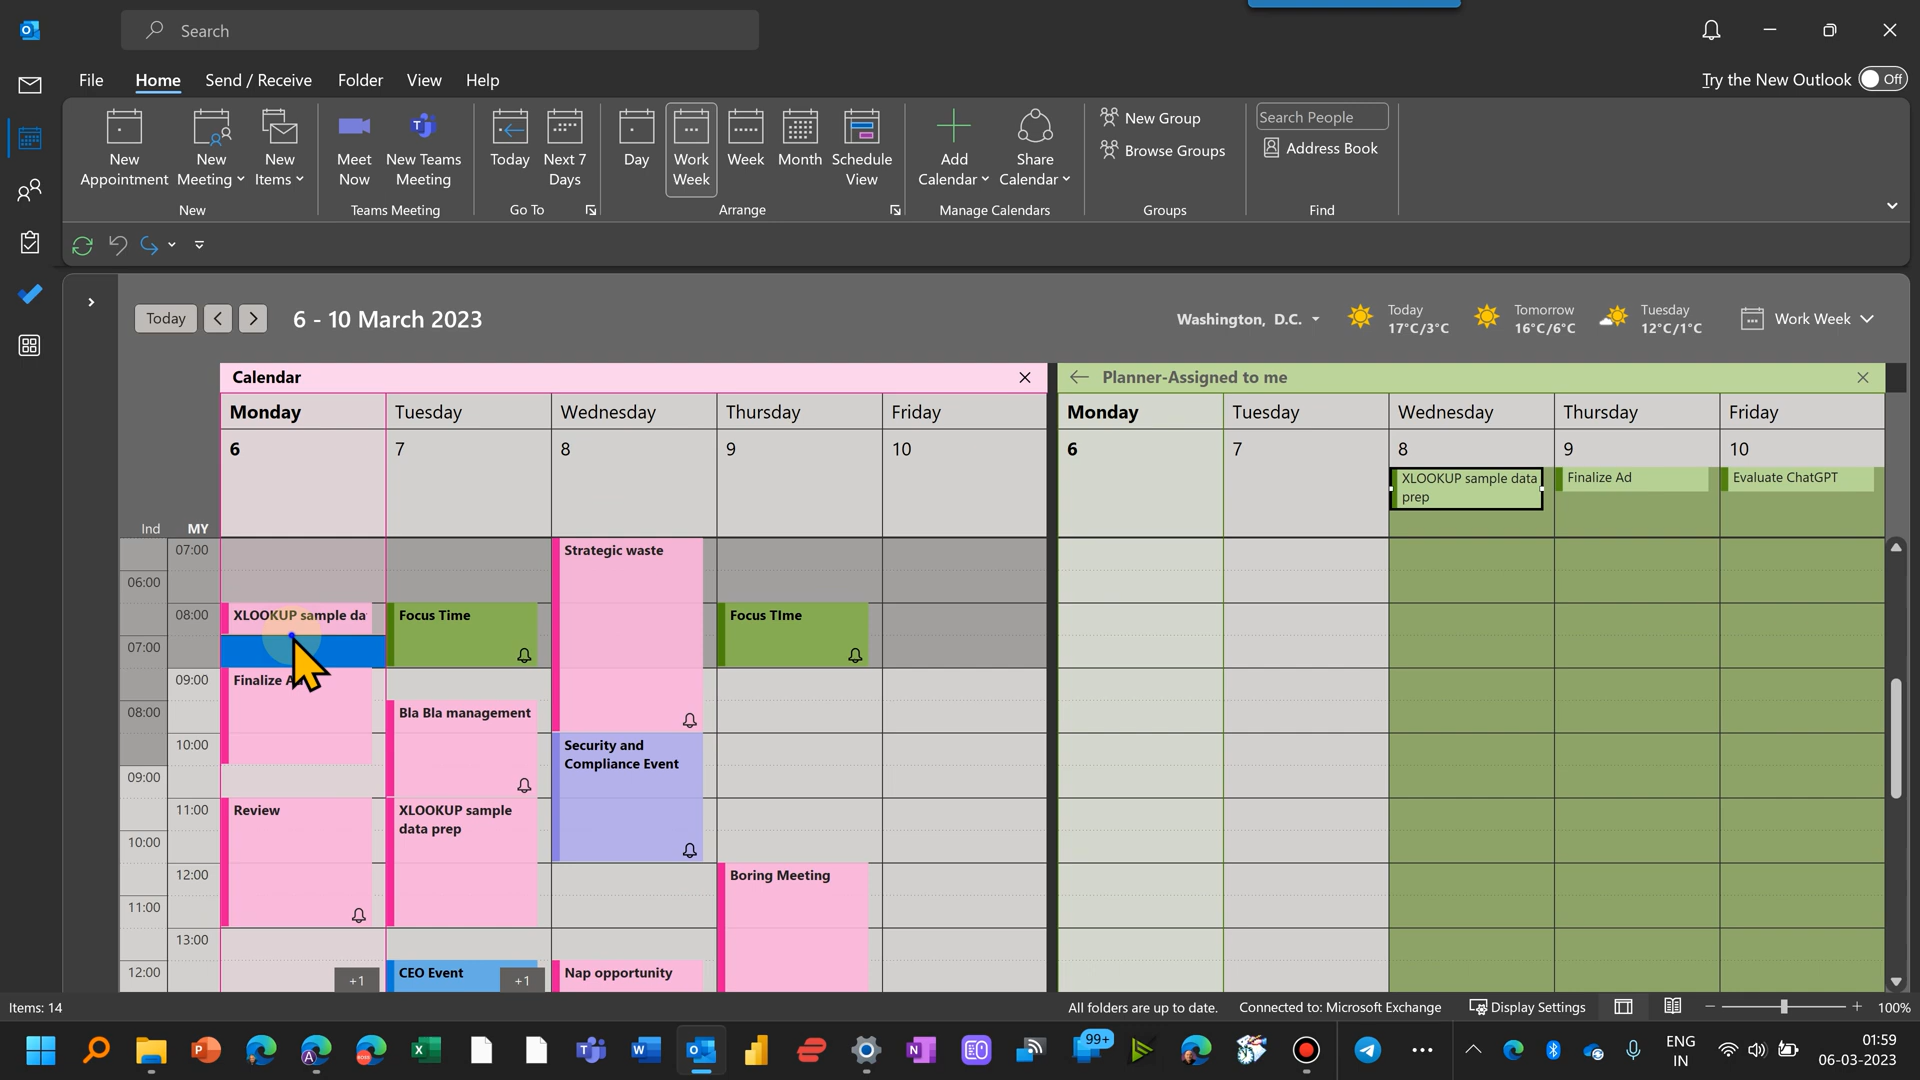 Search
File Home Send / Receive Folder View Help
Try the New Outlook Off
New Appointment
New Meeting
New Items
New
Meet Now
New Teams Meeting
Teams Meeting
Today
Next 7 Days
Go To
Day
Work Week
Week
Month
Schedule View
Arrange
Add Calendar
Share Calendar
Manage Calendars
New Group
Browse Groups
Groups
Search People
Address Book
Find
Today 6 - 10 March 2023
Washington, D.C.
Today
17°C/3°C
Tomorrow
16°C/6°C
Tuesday
12°C/1°C
Work Week
Calendar
Monday Tuesday Wednesday Thursday Friday
6 7 8 9 10
Planner-Assigned to me
Monday Tuesday Wednesday Thursday Friday
6 7 8 9 10
XLOOKUP sample data
prep
Finalize Ad
Evaluate ChatGPT
Ind MY
07:00
06:00
08:00
07:00
09:00
08:00
10:00
09:00
11:00
10:00
12:00
11:00
13:00
12:00
XLOOKUP sample da
Finalize A
Review
+1
Focus Time
Bla Bla management
XLOOKUP sample
data prep
CEO Event
+1
Strategic waste
Security and
Compliance Event
Nap opportunity
Focus TIme
Boring Meeting
Items: 14
All folders are up to date. Connected to: Microsoft Exchange Display Settings 100%
99+
ENG
IN
01:59
06-03-2023